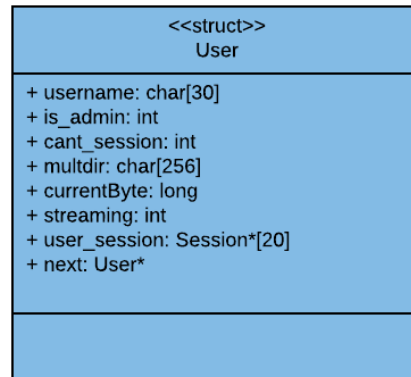 <<struct>>
User
+ username: char[30]
+ is_admin: int
+ cant_session: int
+ multdir: char[256]
+ currentByte: long
+ streaming: int
+ user_session: Session*[20]
+ next: User*